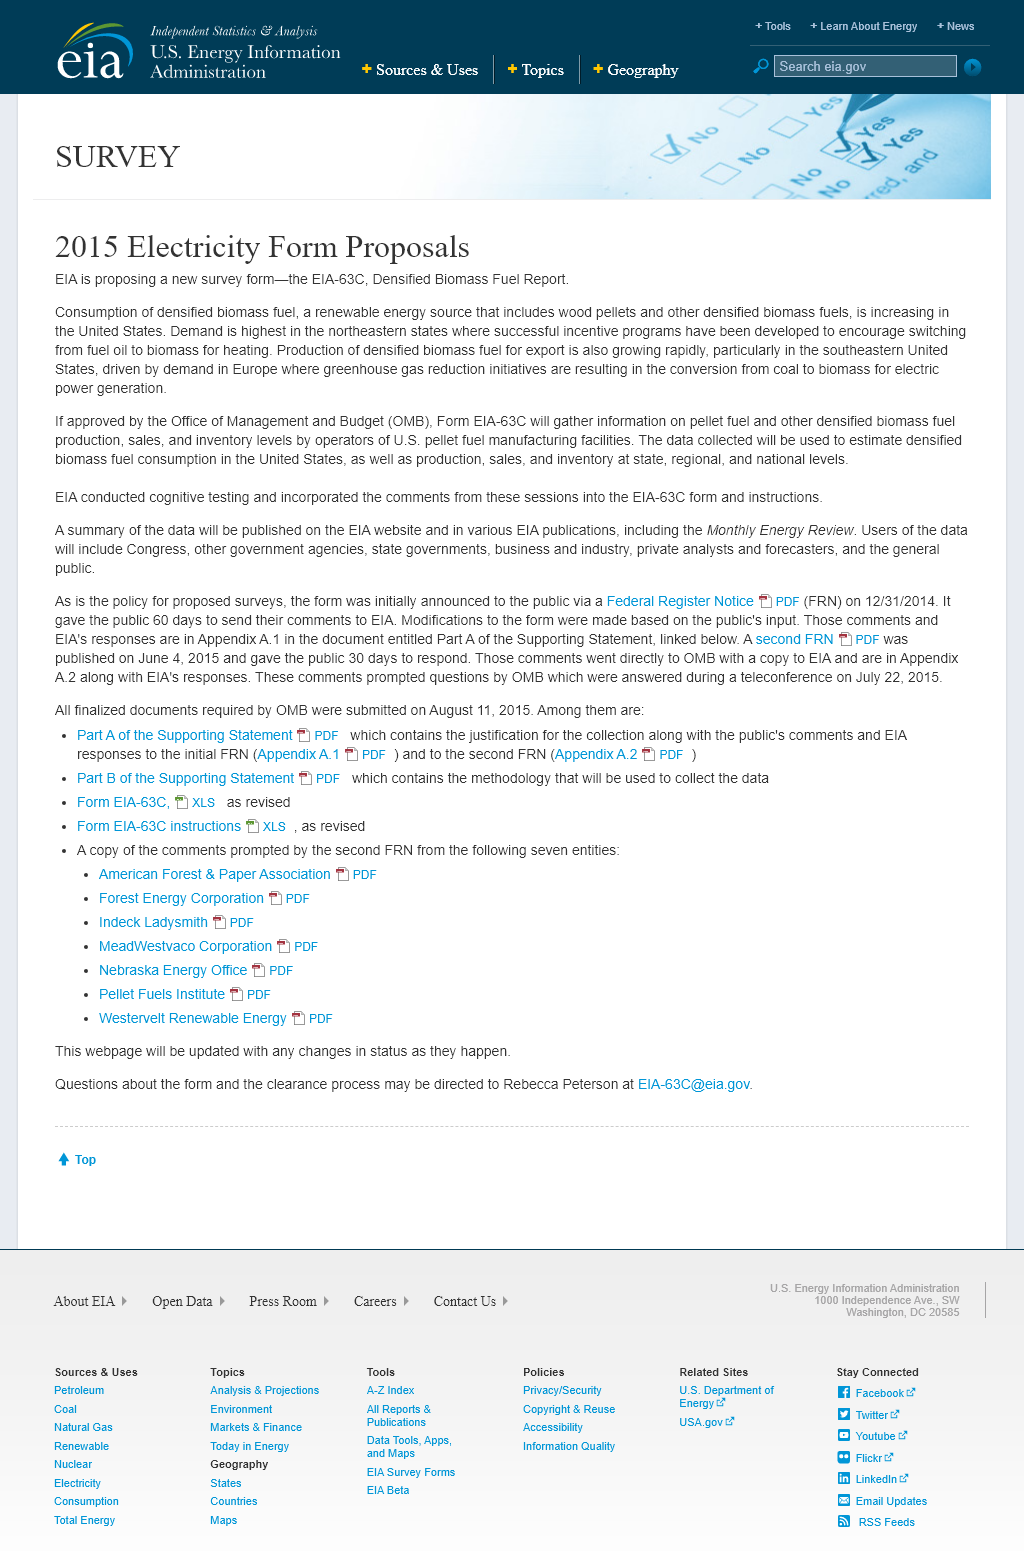 + Tools + Learn About Energy + News
eia
Independent Statistics & Analysis
U.S. Energy Information
Administration
+ Sources & Uses + Topics + Geography
Search eia.gov
SURVEY
No
No
No
Yes
Yes
No
2015 Electricity Form Proposals
EIA is proposing a new survey form—the EIA-63C, Densified Biomass Fuel Report.
Consumption of densified biomass fuel, a renewable energy source that includes wood pellets and other densified biomass fuels, is increasing in
the United States. Demand is highest in the northeastern states where successful incentive programs have been developed to encourage switching
from fuel oil to biomass for heating. Production of densified biomass fuel for export is also growing rapidly, particularly in the southeastern United
States, driven by demand in Europe where greenhouse gas reduction initiatives are resulting in the conversion from coal to biomass for electric
power generation.
If approved by the Office of Management and Budget (OMB), Form EIA-63C will gather information on pellet fuel and other densified biomass fuel
production, sales, and inventory levels by operators of U.S. pellet fuel manufacturing facilities. The data collected will be used to estimate densified
biomass fuel consumption in the United States, as well as production, sales, and inventory at state, regional, and national levels.
EIA conducted cognitive testing and incorporated the comments from these sessions into the EIA-63C form and instructions.
A summary of the data will be published on the EIA website and in various EIA publications, including the Monthly Energy Review. Users of the data
will include Congress, other government agencies, state governments, business and industry, private analysts and forecasters, and the general
public.
As is the policy for proposed surveys, the form was initially announced to the public via a Federal Register Notice PDF (FRN) on 12/31/2014. It
gave the public 60 days to send their comments to EIA. Modifications to the form were made based on the public's input. Those comments and
EIA's responses are in Appendix A.1 in the document entitled Part A of the Supporting Statement, linked below. A second FRN PDF was
published on June 4, 2015 and gave the public 30 days to respond. Those comments went directly to OMB with a copy to EIA and are in Appendix
A.2 along with EIA's responses. These comments prompted questions by OMB which were answered during a teleconference on July 22, 2015.
All finalized documents required by OMB were submitted on August 11, 2015. Among them are:
• Part A of the Supporting Statement PDF which contains the justification for the collection along with the public's comments and EIA
responses to the initial FRN (Appendix A.1 PDF ) and to the second FRN (Appendix A.2 PDF )
• Part B of the Supporting Statement PDF which contains the methodology that will be used to collect the data
• Form EIA-63C, XLS as revised
• Form EIA-63C instructions XLS , as revised
• A copy of the comments prompted by the second FRN from the following seven entities:
• American Forest & Paper Association PDF
• Forest Energy Corporation PDF
• Indeck Ladysmith PDF
• MeadWestvaco Corporation PDF
• Nebraska Energy Office PDF
• Pellet Fuels Institute PDF
• Westervelt Renewable Energy PDF
This webpage will be updated with any changes in status as they happen.
Questions about the form and the clearance process may be directed to Rebecca Peterson at EIA-63C@eia.gov.
Top
About EIA Open Data Press Room Careers Contact Us
U.S. Energy Information Administration
1000 Independence Ave., SW
Washington, DC 20585
Sources & Uses
Petroleum
Coal
Natural Gas
Renewable
Nuclear
Electricity
Consumption
Total Energy
Topics
Analysis & Projections
Environment
Markets & Finance
Today in Energy
Geography
States
Countries
Maps
Tools
A-Z Index
All Reports &
Publications
Data Tools, Apps,
and Maps
EIA Survey Forms
EIA Beta
Policies
Privacy/Security
Copyright & Reuse
Accessibility
Information Quality
Related Sites
U.S. Department of
Energy
USA.gov
Stay Connected
Facebook
Twitter
Youtube
Flickr
LinkedIn
Email Updates
RSS Feeds